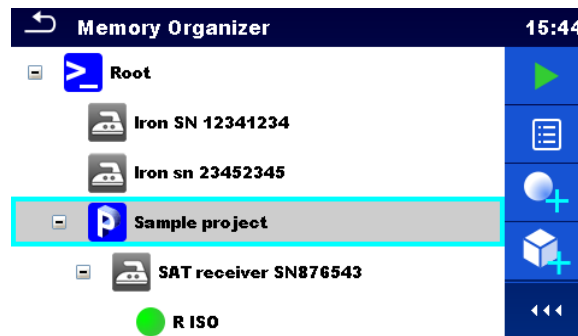 Memory Organizer 15:44
Root
Iron SN 12341234
Iron sn 23452345
Sample project
SAT receiver SN876543
R ISO